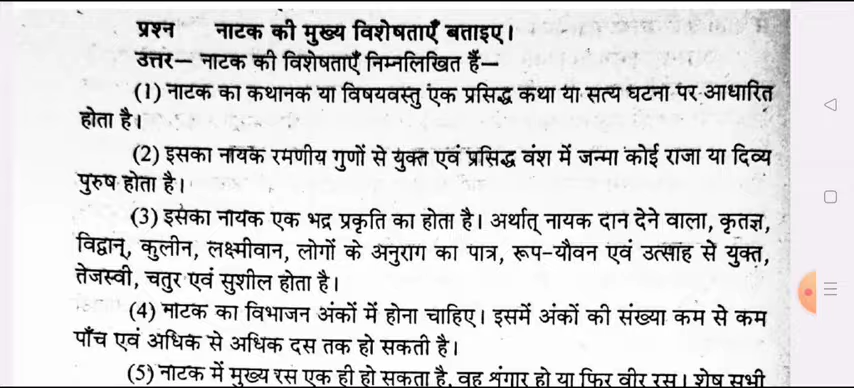 प्रश्न नाटक की मुख्य विशेषताएँ बताइए।
उत्तर— नाटक की विशेषताएँ निम्नलिखित हैं—
(1) नाटक का कथानक या विषयवस्तु एक प्रसिद्ध कथा या सत्य घटना पर आधारित
होता है।
(2) इसका नायक रमणीय गुणों से युक्त एवं प्रसिद्ध वंश में जन्मा कोई राजा या दिव्य
पुरुष होता है।
(3) इसका नायक एक भद्र प्रकृति का होता है। अर्थात् नायक दान देने वाला, कृतज्ञ,
विद्वान्, कुलीन, लक्ष्मीवान, लोगों के अनुराग का पात्र, रूप-यौवन एवं उत्साह से युक्त,
तेजस्वी, चतुर एवं सुशील होता है।
(4) नाटक का विभाजन अंकों में होना चाहिए। इसमें अंकों की संख्या कम से कम
पाँच एवं अधिक से अधिक दस तक हो सकती है।
(5) नाटक में मुख्य रस एक ही हो सकता है, वह शृंगार हो या फिर वीर रस। शेष सभी